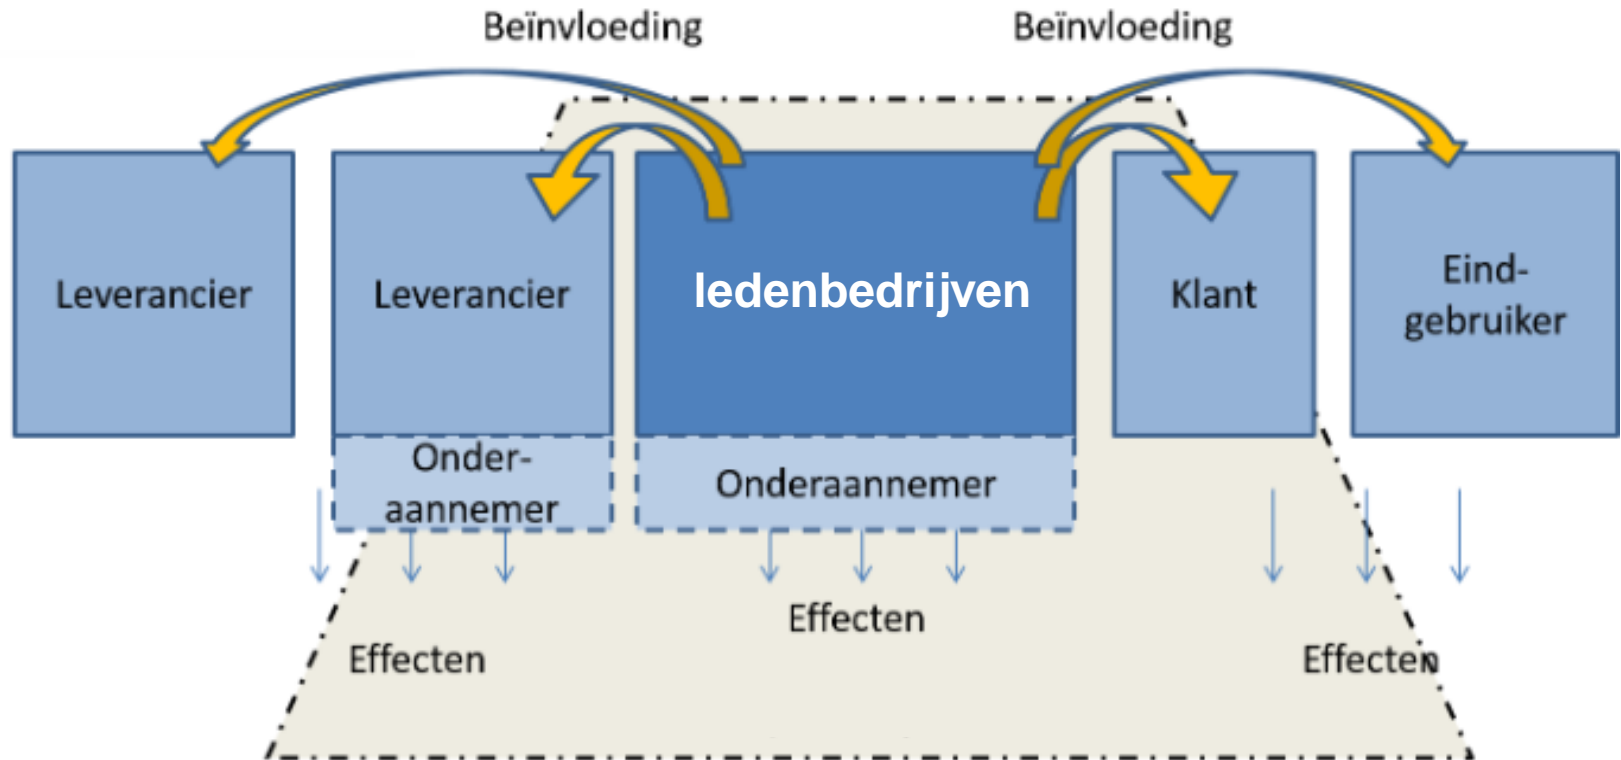 Beïnvloeding
Beïnvloeding
Leverancier
Leverancier
ledenbedrijven
Klant
Eind-
gebruiker
Onder-
aannemer
Onderaannemer
Effecten
Effecten
Effecten